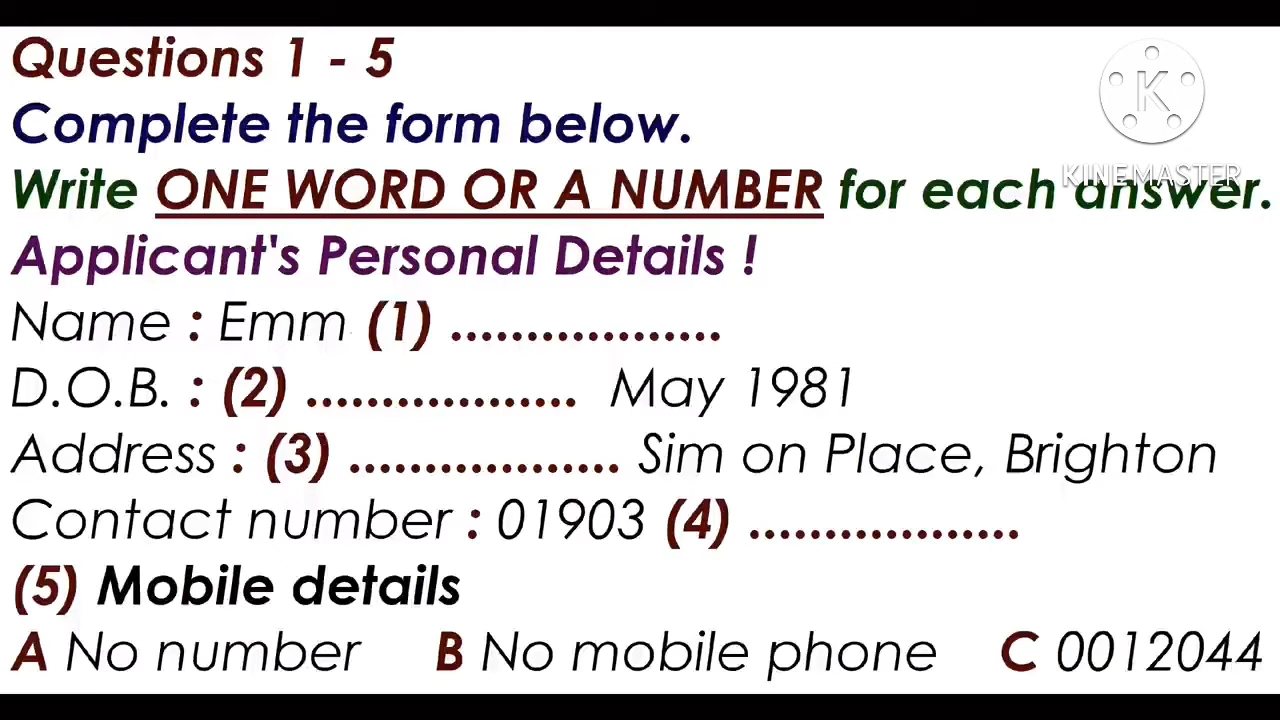 Questions 1 - 5
Complete the form below.
Write ONE WORD OR A NUMBER for each answer.
Applicant's Personal Details !
Name : Emm (1) ..................
D.O.B. : (2) .................. May 1981
Address : (3) .................. Sim on Place, Brighton
Contact number : 01903 (4) ..................
(5) Mobile details
A No number B No mobile phone C 0012044
K
KINEMASTER